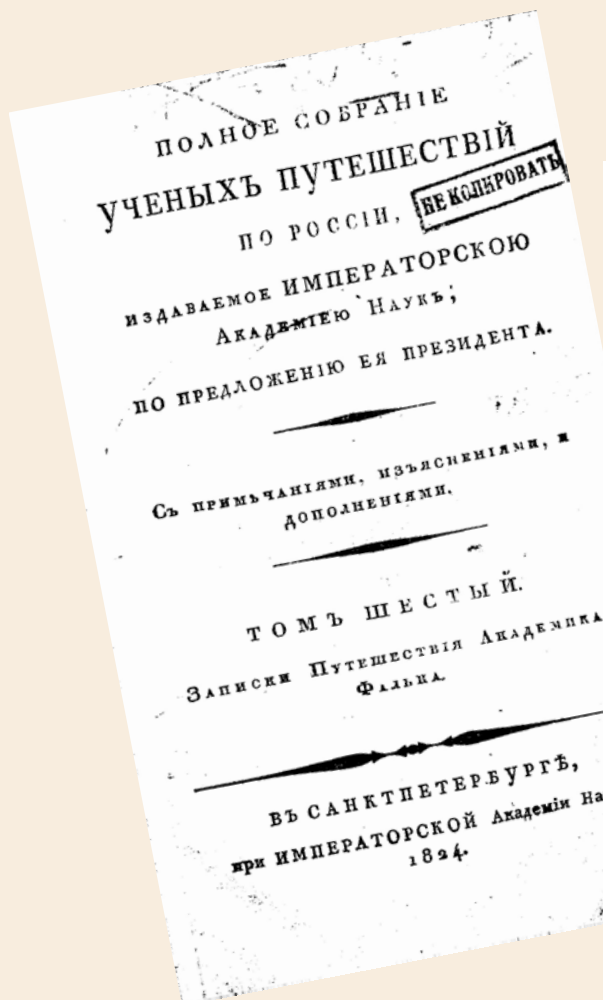 ПОЛНОЕ СОБРАНІЕ
УЧЕНЫХЪ ПУТЕШЕСТВІЙ
ПО РОССІИ,
НЕ КОПИРОВАТЬ
ИЗДАВАЕМОЕ ИМПЕРАТОРСКОЮ
АКАДЕМІЕЮ НАУКЪ,
ПО ПРЕДЛОЖЕНІЮ ЕЯ ПРЕЗИДЕНТА.
Съ ПРИМѢЧАНІЯМИ, ИЗЪЯСНЕНІЯМИ, И
ДОПОЛНЕНІЯМИ.
ТОМЪ ШЕСТЫЙ.
ЗАПИСКИ ПУТЕШЕСТВІЯ АКАДЕМИКА
ФАЛЬКА.
ВЪ САНКТПЕТЕРБУРГѢ,
при ИМПЕРАТОРСКОЙ Академіи На
1824.